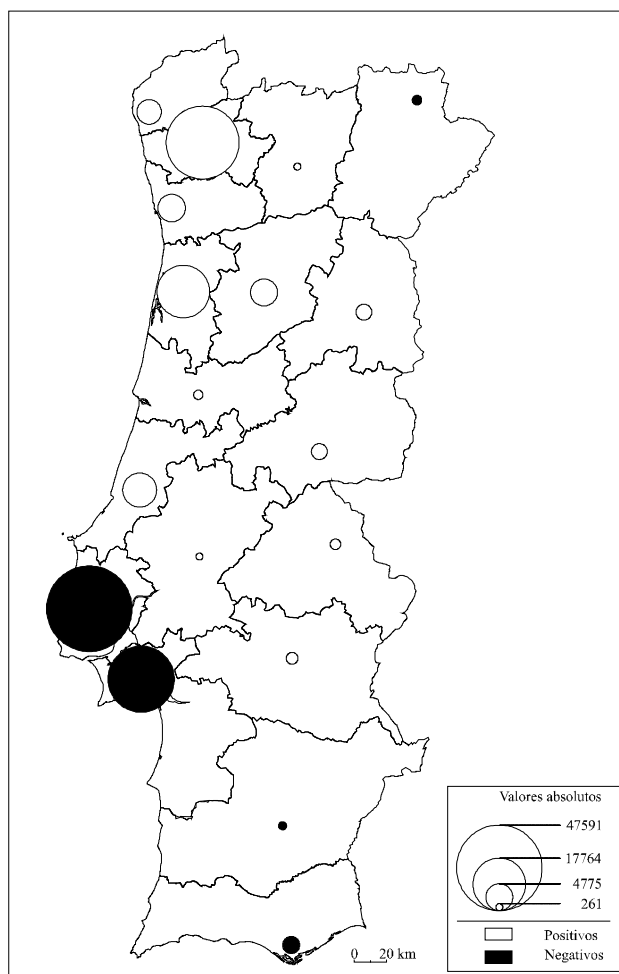 Valores absolutos
47591
17764
4775
261
Positivos
Negativos
0 20 km